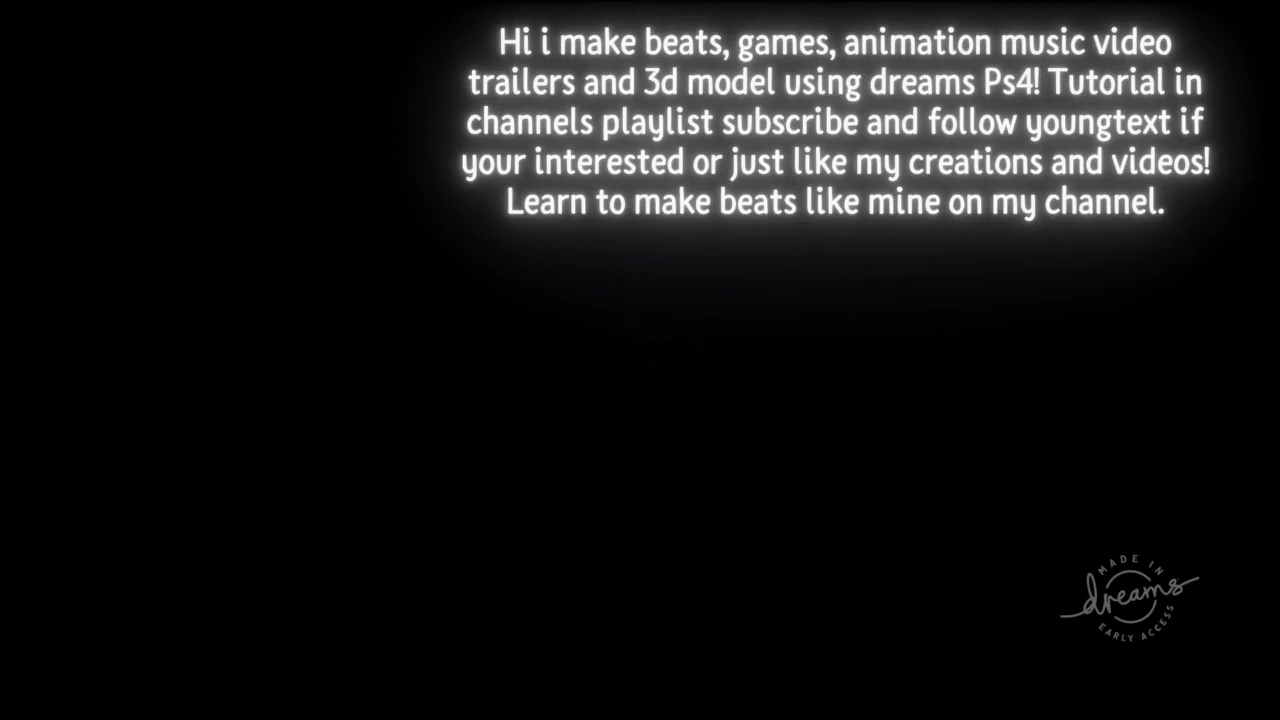 Hi i make beats, games, animation music video
trailers and 3d model using dreams Ps4! Tutorial in
channels playlist subscribe and follow youngtext if
your interested or just like my creations and videos!
Learn to make beats like mine on my channel.
MADE IN
dreams
EARLY ACCESS